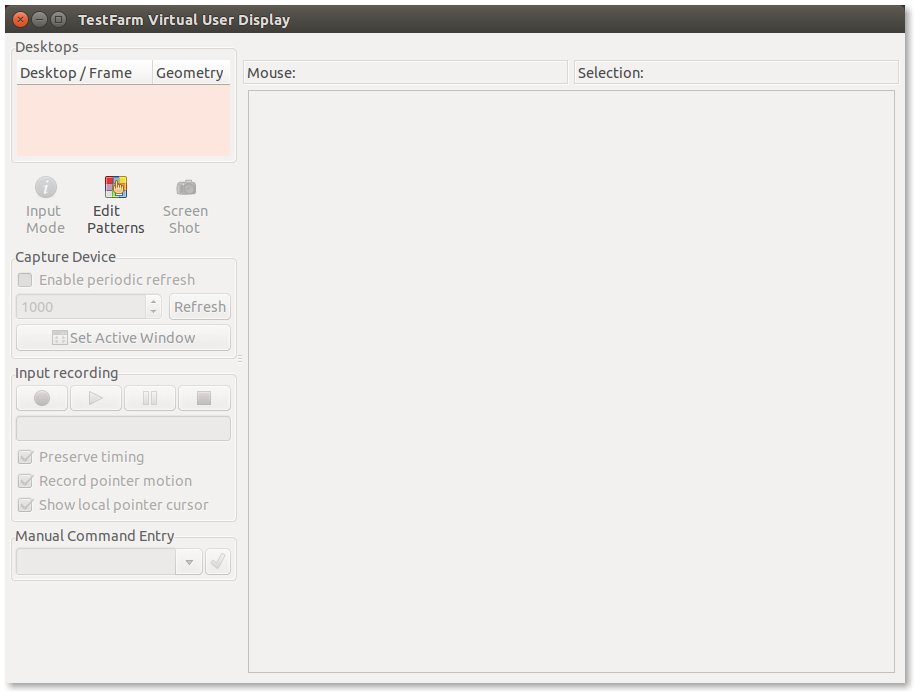 TestFarm Virtual User Display
Desktops
Desktop / Frame Geometry
Mouse:
Selection:
Input Mode
Edit Patterns
Screen Shot
Capture Device
Enable periodic refresh
1000
Refresh
Set Active Window
Input recording
Preserve timing
Record pointer motion
Show local pointer cursor
Manual Command Entry